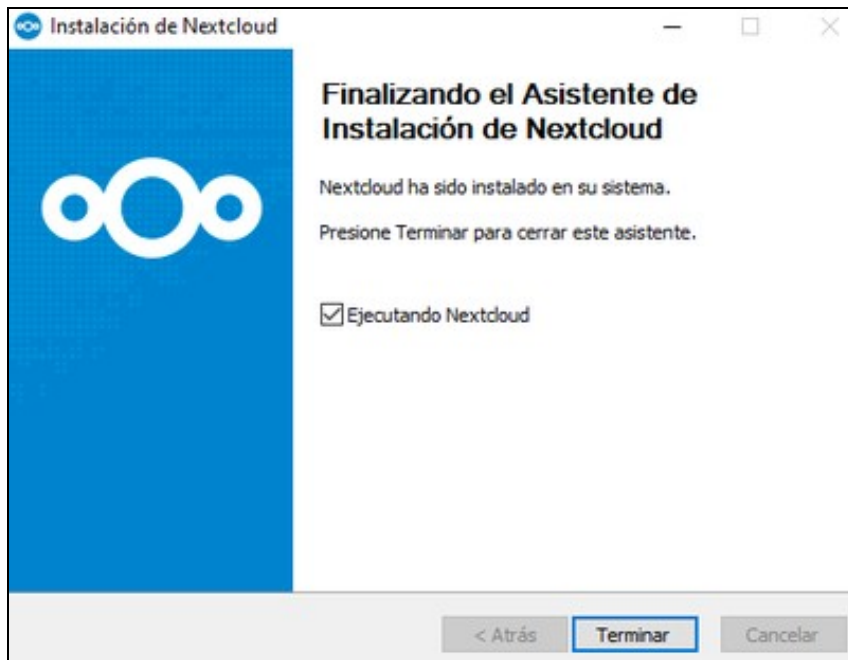 Instalación de Nextcloud
Finalizando el Asistente de
Instalación de Nextcloud
Nextcloud ha sido instalado en su sistema.
Presione Terminar para cerrar este asistente.
Ejecutando Nextcloud
< Atrás
Terminar
Cancelar